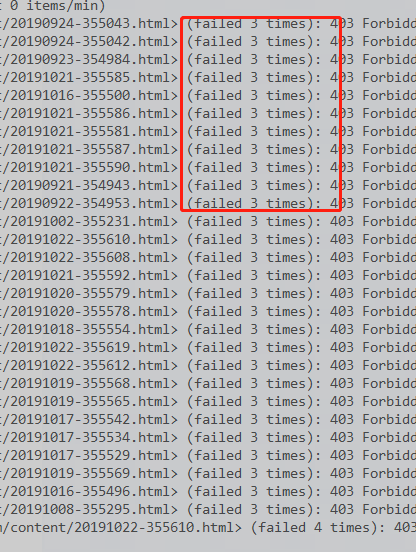 t 0 items/min)
t/20190924-355043.html> (failed 3 times): 403 Forbidd
t/20190924-355042.html> (failed 3 times): 403 Forbidd
t/20190923-354984.html> (failed 3 times): 403 Forbidd
t/20191021-355585.html> (failed 3 times): 403 Forbidd
t/20191016-355500.html> (failed 3 times): 403 Forbidd
t/20191021-355586.html> (failed 3 times): 403 Forbidd
t/20191021-355581.html> (failed 3 times): 403 Forbidd
t/20191021-355587.html> (failed 3 times): 403 Forbidd
t/20191021-355590.html> (failed 3 times): 403 Forbidd
t/20190921-354943.html> (failed 3 times): 403 Forbidd
t/20190922-354953.html> (failed 3 times): 403 Forbidd
t/20191002-355231.html> (failed 3 times): 403 Forbidd
t/20191022-355610.html> (failed 3 times): 403 Forbidd
t/20191022-355608.html> (failed 3 times): 403 Forbidd
t/20191021-355592.html> (failed 3 times): 403 Forbidd
t/20191020-355579.html> (failed 3 times): 403 Forbidd
t/20191020-355578.html> (failed 3 times): 403 Forbidd
t/20191018-355554.html> (failed 3 times): 403 Forbidd
t/20191022-355619.html> (failed 3 times): 403 Forbidd
t/20191022-355612.html> (failed 3 times): 403 Forbidd
t/20191019-355568.html> (failed 3 times): 403 Forbidd
t/20191019-355565.html> (failed 3 times): 403 Forbidd
t/20191017-355542.html> (failed 3 times): 403 Forbidd
t/20191017-355534.html> (failed 3 times): 403 Forbidd
t/20191017-355529.html> (failed 3 times): 403 Forbidd
t/20191019-355569.html> (failed 3 times): 403 Forbidd
t/20191016-355496.html> (failed 3 times): 403 Forbidd
t/20191008-355295.html> (failed 3 times): 403 Forbidd
n/content/20191022-355610.html> (failed 4 times): 403